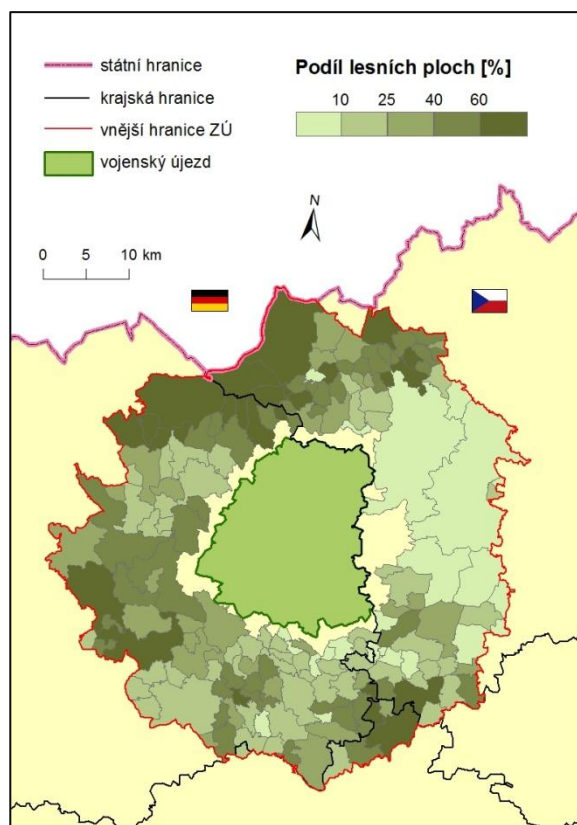 státní hranice
krajská hranice
vnější hranice ZÚ
vojenský újezd
Podíl lesních ploch [%]
10 25 40 60
N
0 5 10 km